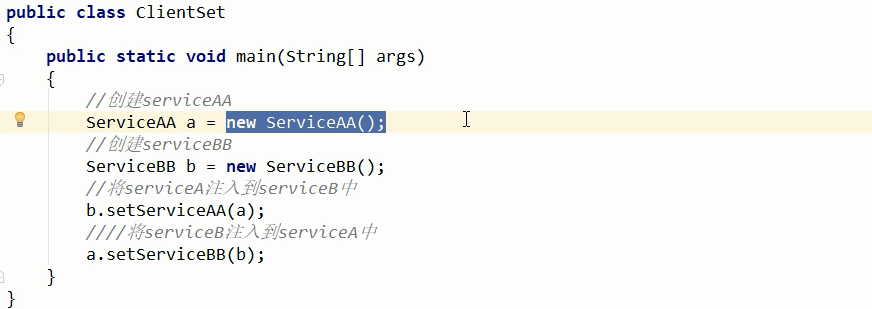 public class ClientSet
{
public static void main(String[] args)
{
//创建serviceAA
ServiceAA a = new ServiceAA();
//创建serviceBB
ServiceBB b = new ServiceBB();
//将serviceA注入到serviceB中
b.setServiceAA(a);
////将serviceB注入到serviceA中
a.setServiceBB(b);
}
}